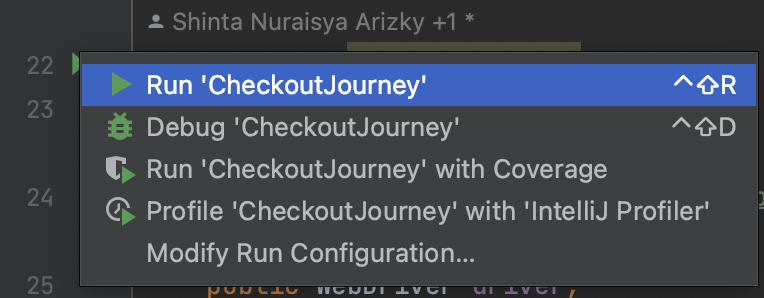 Shinta Nuraisya Arizky +1 *
22
Run 'CheckoutJourney' ^⇧R
23
Debug 'CheckoutJourney' ^⇧D
Run 'CheckoutJourney' with Coverage
24
Profile 'CheckoutJourney' with 'IntelliJ Profiler'
Modify Run Configuration...
25 public WebDriver driver;